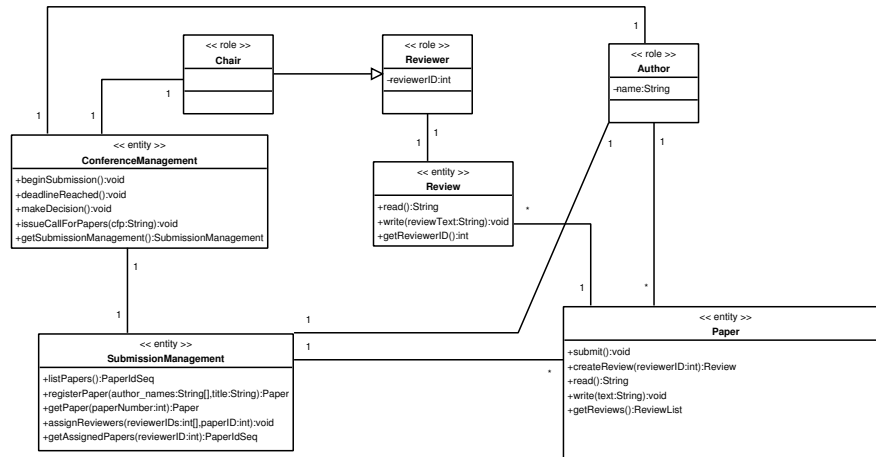 1
1
<< role >>
Chair
<< role >>
Reviewer
-reviewerID:int
<< role >>
Author
-name:String
1
1
1
1
1
1
1
<< entity >>
ConferenceManagement
+beginSubmission():void
+deadlineReached():void
+makeDecision():void
+issueCallForPapers(cfp:String):void
+getSubmissionManagement():SubmissionManagement
<< entity >>
Review
+read():String
+write(reviewText:String):void
+getReviewerID():int
*
1
1
1
*
1
1
*
<< entity >>
SubmissionManagement
+listPapers():PaperIdSeq
+registerPaper(author_names:String[],title:String):Paper
+getPaper(paperNumber:int):Paper
+assignReviewers(reviewerIDs:int[],paperID:int):void
+getAssignedPapers(reviewerID:int):PaperIdSeq
<< entity >>
Paper
+submit():void
+createReview(reviewerID:int):Review
+read():String
+write(text:String):void
+getReviews():ReviewList